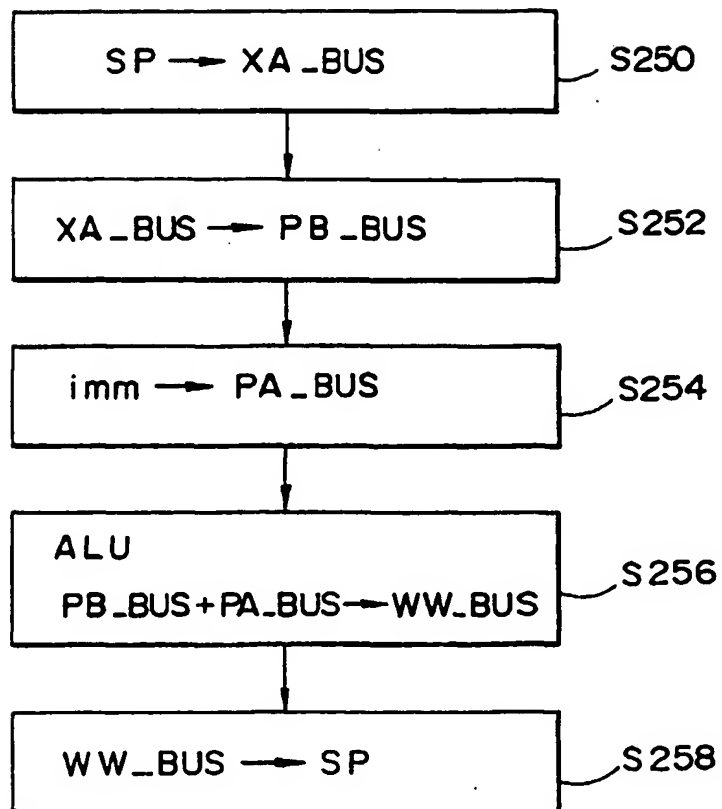 SP → XA_BUS
S250
XA_BUS → PB_BUS
S252
imm → PA_BUS
S254
ALU
PB_BUS+PA_BUS→WW_BUS
S256
WW_BUS → SP
S258